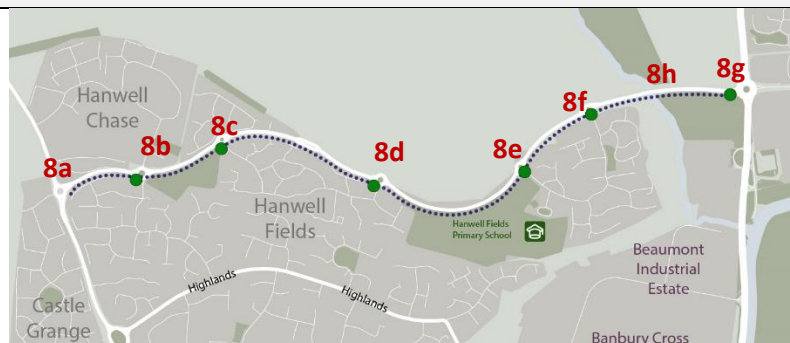 8h
8g
Hanwell
Chase
8f
8c
8b
8d
8a
8e
Hanwell
Fields
Hanwell Fields
Primary School
Beaumont
Industrial
Estate
Highlands
Highlands
Castle
Grange
Banbury Cross